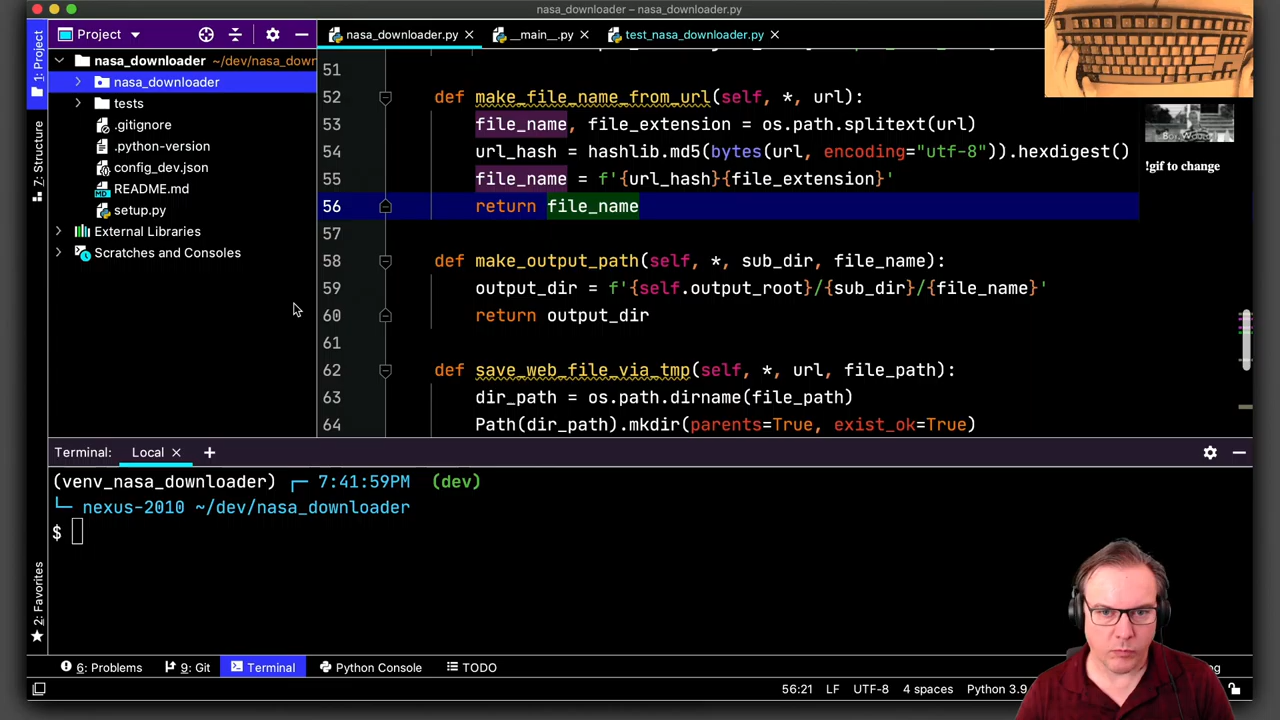 nasa_downloader – nasa_downloader.py
Project
nasa_downloader.py
__main__.py
test_nasa_downloader.py
1: Project
7: Structure
2: Favorites
nasa_downloader ~/dev/nasa_down
nasa_downloader
tests
.gitignore
.python-version
config_dev.json
README.md
setup.py
External Libraries
Scratches and Consoles
51
52 def make_file_name_from_url(self, *, url):
53 file_name, file_extension = os.path.splitext(url)
54 url_hash = hashlib.md5(bytes(url, encoding="utf-8")).hexdigest()
55 file_name = f'{url_hash}{file_extension}'
56 return file_name
57
58 def make_output_path(self, *, sub_dir, file_name):
59 output_dir = f'{self.output_root}/{sub_dir}/{file_name}'
60 return output_dir
61
62 def save_web_file_via_tmp(self, *, url, file_path):
63 dir_path = os.path.dirname(file_path)
64 Path(dir_path).mkdir(parents=True, exist_ok=True)
!gif to change
Terminal: Local +
(venv_nasa_downloader) ┌─ 7:41:59PM (dev)
└─ nexus-2010 ~/dev/nasa_downloader
$
6: Problems
9: Git
Terminal
Python Console
TODO
56:21 LF UTF-8 4 spaces Python 3.9